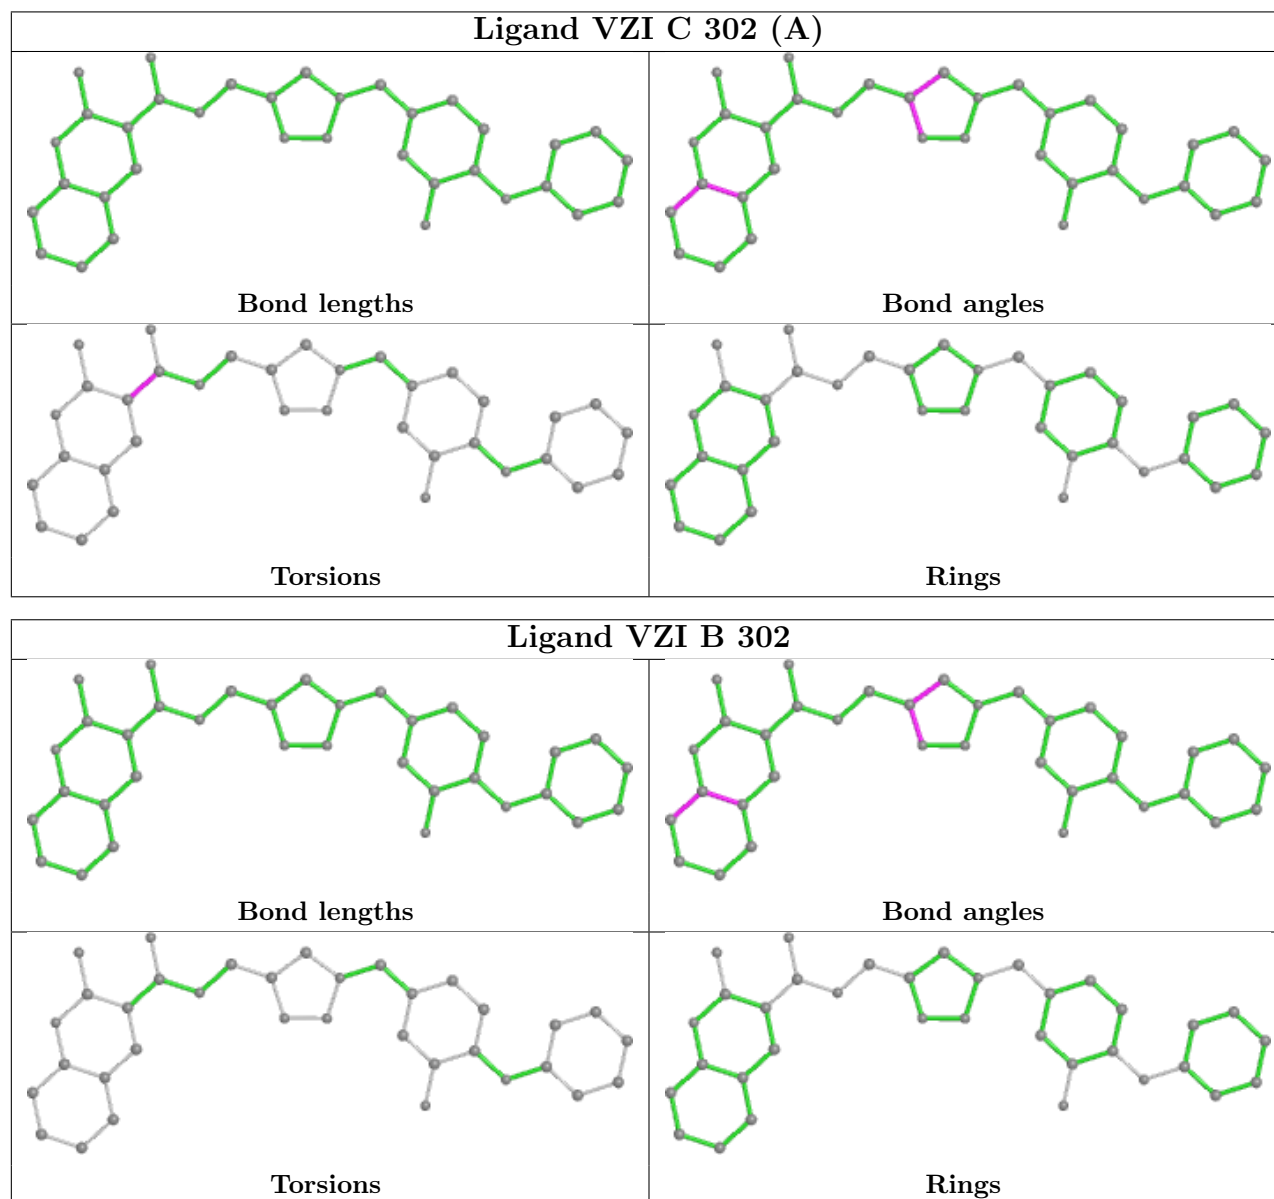 Ligand VZI C 302 (A)
Bond lengths
Bond angles
Torsions
Rings
Ligand VZI B 302
Bond lengths
Bond angles
Torsions
Rings